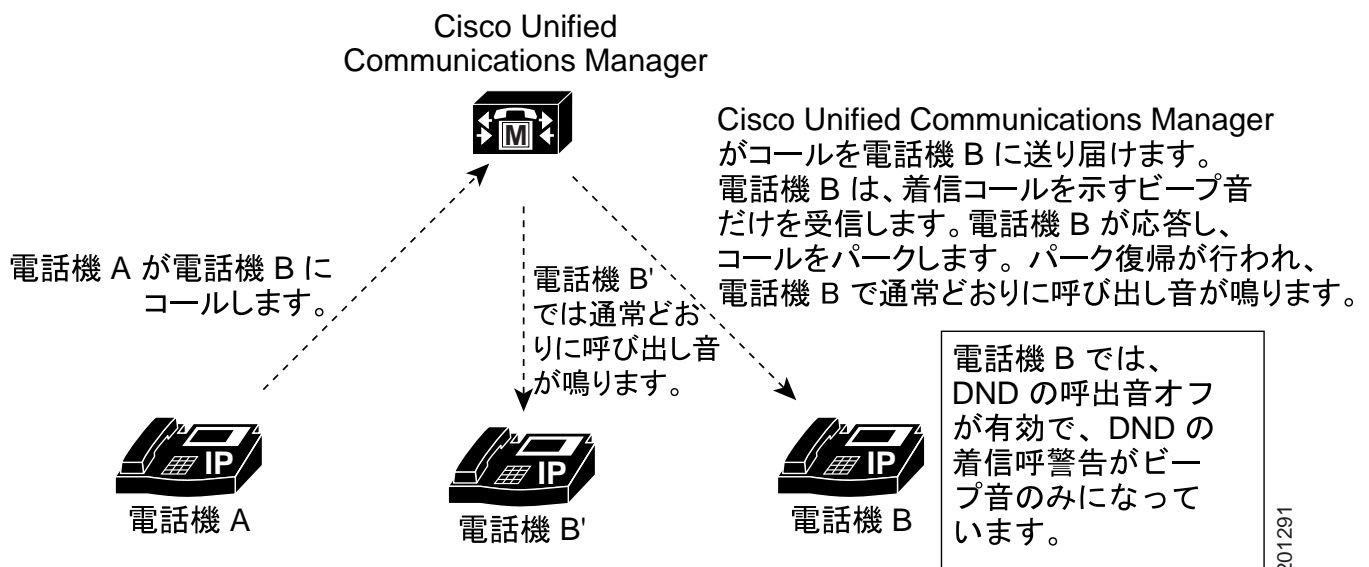 Cisco Unified
Communications Manager
M
Cisco Unified Communications Manager
がコールを電話機 B に送り届けます。
電話機 B は、着信コールを示すビープ音
だけを受信します。電話機 B が応答し、
コールをパークします。パーク復帰が行われ、
電話機 B で通常どおりに呼び出し音が鳴ります。
電話機 A が電話機 B に
コールします。
電話機 B'
では通常どお
りに呼び出し音
が鳴ります。
電話機 B では、
DND の呼出音オフ
が有効で、DND の
着信呼警告がビー
プ音のみになって
います。
IP
電話機 A
IP
電話機 B'
IP
電話機 B
201291